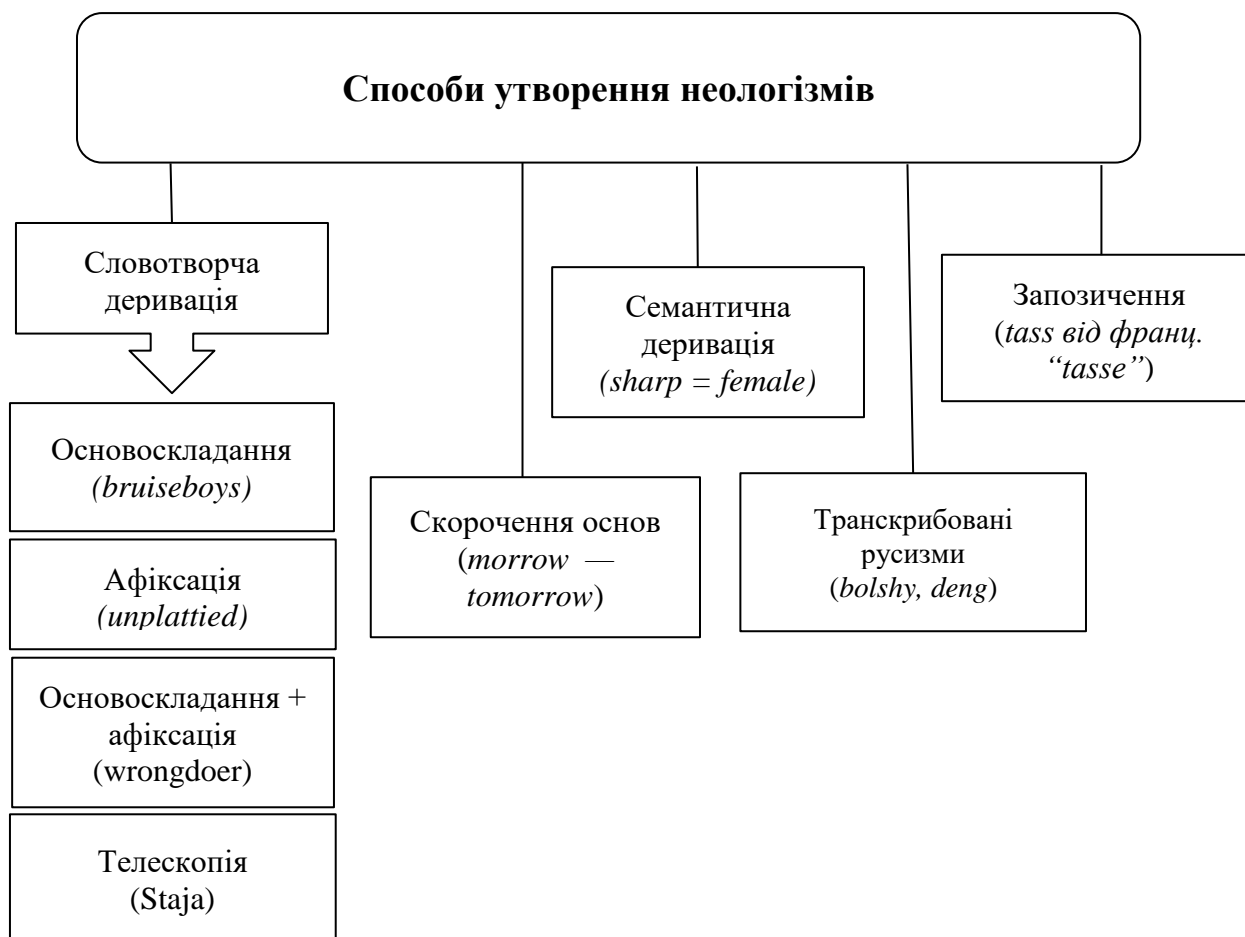 Способи утворення неологізмів
Словотворча
деривація
Основоскладання
(bruiseboys)
Афіксація
(unplattied)
Основоскладання +
афіксація
(wrongdoer)
Телескопія
(Staja)
Скорочення основ
(morrow —
tomorrow)
Семантична
деривація
(sharp = female)
Транскрибовані
русизми
(bolshy, deng)
Запозичення
(tass від франц.
“tasse”)